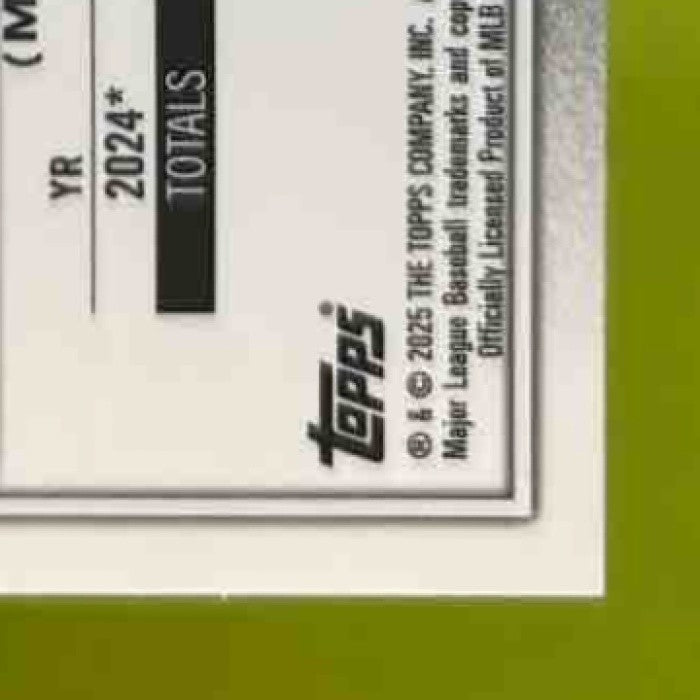 (M
YR
2024*
TOTALS
Topps®
® & © 2025 THE TOPPS COMPANY, INC.
Major League Baseball trademarks and cop
Officially Licensed Product of MLB